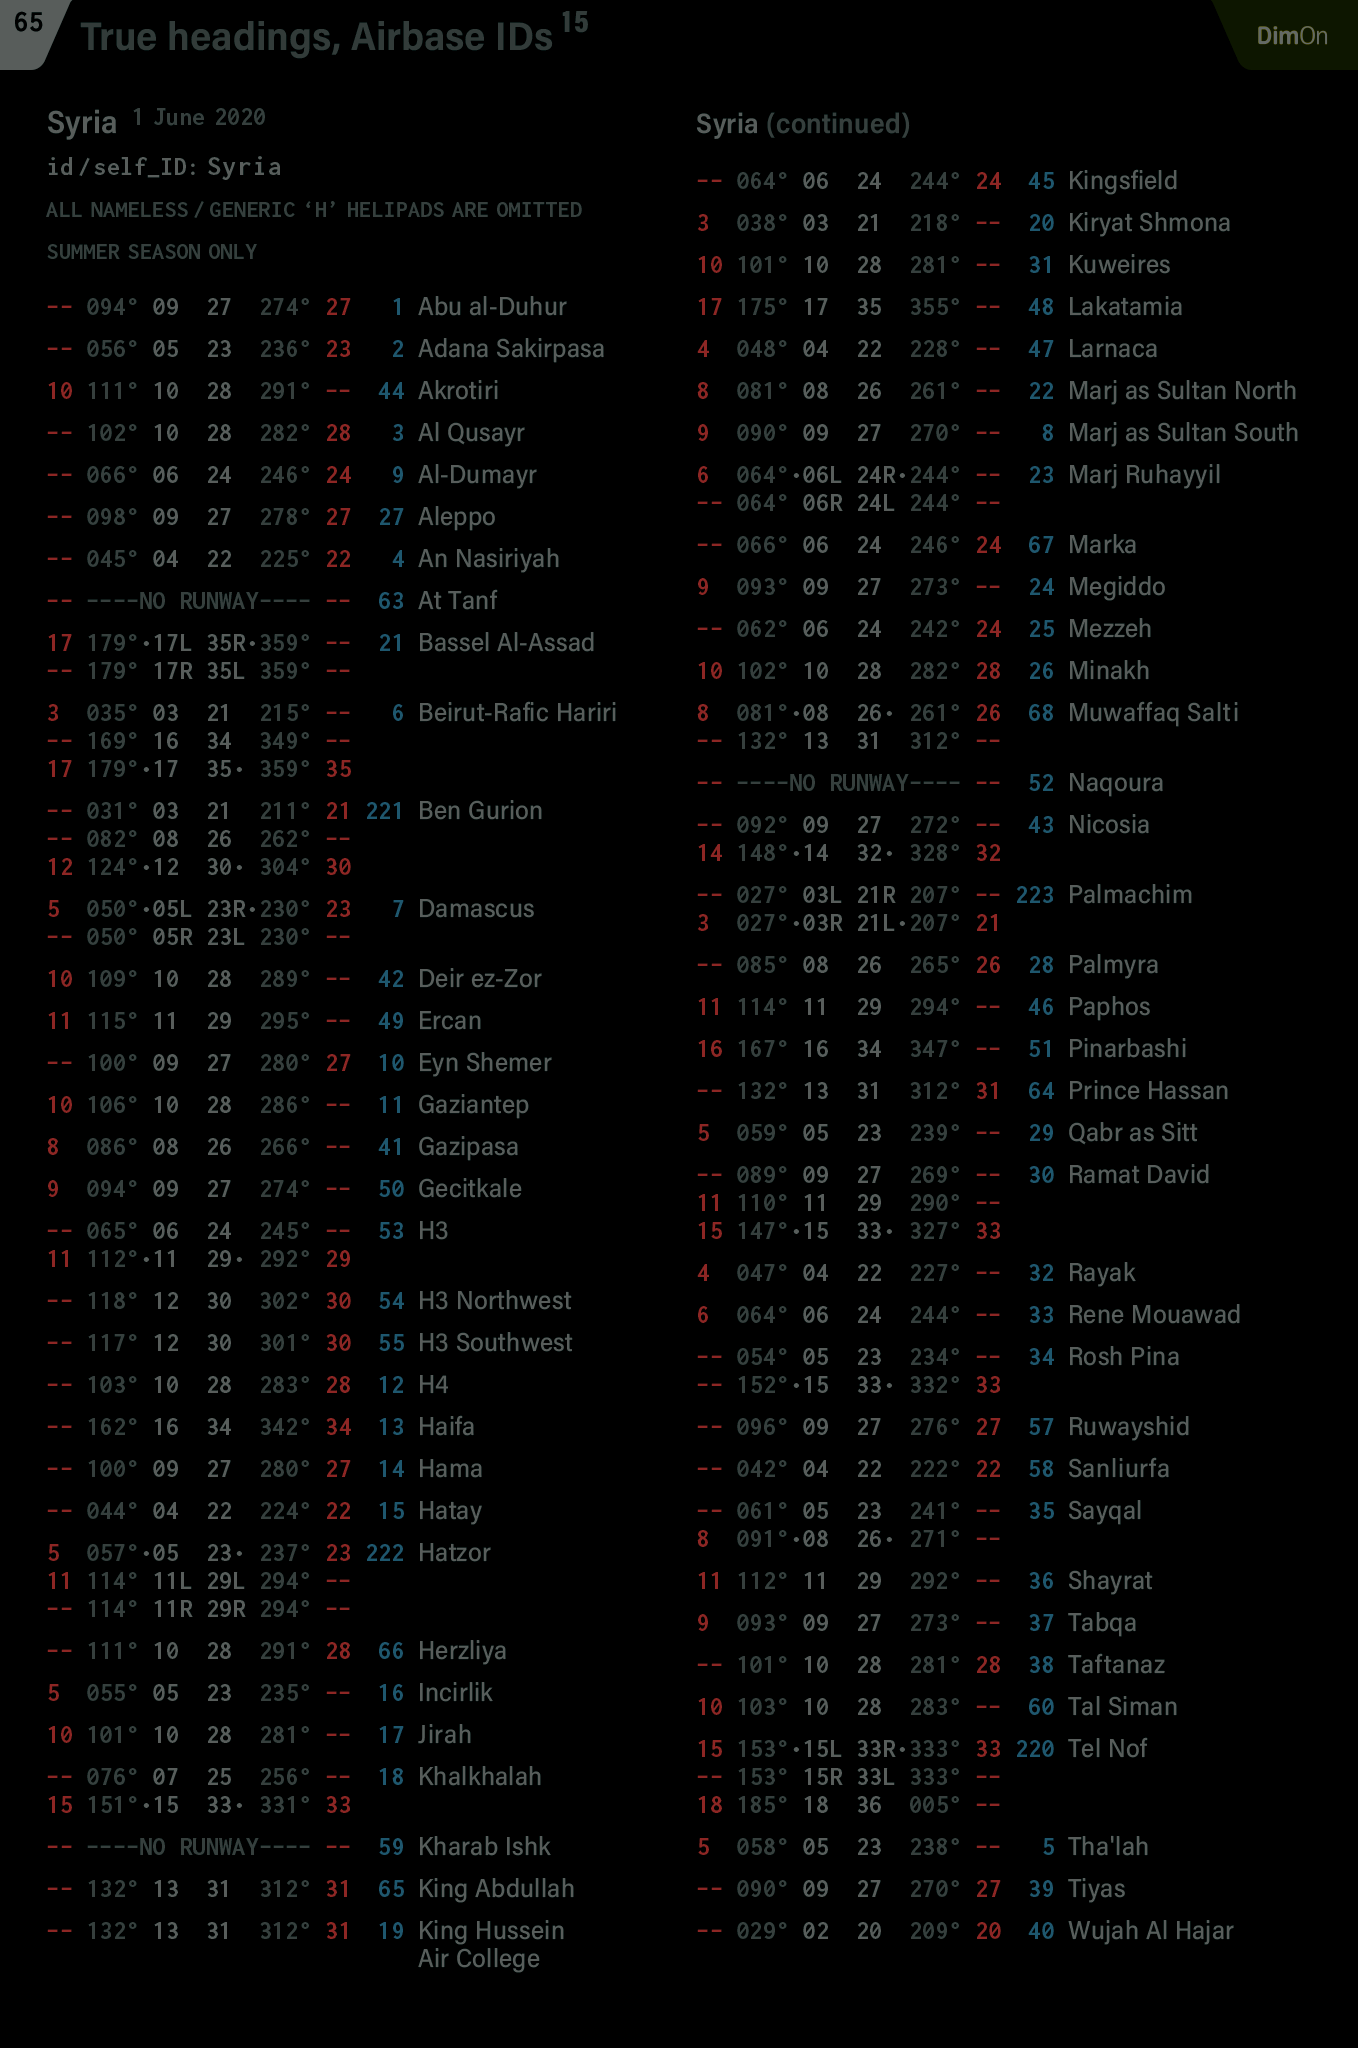 65
True headings, Airbase IDs 15
DimOn
Syria 1 June 2020
id/self_ID: Syria
ALL NAMELESS / GENERIC ‘H’ HELIPADS ARE OMITTED
SUMMER SEASON ONLY
-- 094° 09 27 274° 27 1 Abu al-Duhur
-- 056° 05 23 236° 23 2 Adana Sakirpasa
10 111° 10 28 291° -- 44 Akrotiri
-- 102° 10 28 282° 28 3 Al Qusayr
-- 066° 06 24 246° 24 9 Al-Dumayr
-- 098° 09 27 278° 27 27 Aleppo
-- 045° 04 22 225° 22 4 An Nasiriyah
-- ----NO RUNWAY---- -- 63 At Tanf
17 179°•17L 35R•359° -- 21 Bassel Al-Assad
-- 179° 17R 35L 359° --
3 035° 03 21 215° -- 6 Beirut-Rafic Hariri
-- 169° 16 34 349° --
17 179°•17 35• 359° 35
-- 031° 03 21 211° 21 221 Ben Gurion
-- 082° 08 26 262° --
12 124°•12 30• 304° 30
5 050°•05L 23R•230° 23 7 Damascus
-- 050° 05R 23L 230° --
10 109° 10 28 289° -- 42 Deir ez-Zor
11 115° 11 29 295° -- 49 Ercan
-- 100° 09 27 280° 27 10 Eyn Shemer
10 106° 10 28 286° -- 11 Gaziantep
8 086° 08 26 266° -- 41 Gazipasa
9 094° 09 27 274° -- 50 Gecitkale
-- 065° 06 24 245° -- 53 H3
11 112°•11 29• 292° 29
-- 118° 12 30 302° 30 54 H3 Northwest
-- 117° 12 30 301° 30 55 H3 Southwest
-- 103° 10 28 283° 28 12 H4
-- 162° 16 34 342° 34 13 Haifa
-- 100° 09 27 280° 27 14 Hama
-- 044° 04 22 224° 22 15 Hatay
5 057°•05 23• 237° 23 222 Hatzor
11 114° 11L 29L 294° --
-- 114° 11R 29R 294° --
-- 111° 10 28 291° 28 66 Herzliya
5 055° 05 23 235° -- 16 Incirlik
10 101° 10 28 281° -- 17 Jirah
-- 076° 07 25 256° -- 18 Khalkhalah
15 151°•15 33• 331° 33
-- ----NO RUNWAY---- -- 59 Kharab Ishk
-- 132° 13 31 312° 31 65 King Abdullah
-- 132° 13 31 312° 31 19 King Hussein
Air College
Syria (continued)
-- 064° 06 24 244° 24 45 Kingsfield
3 038° 03 21 218° -- 20 Kiryat Shmona
10 101° 10 28 281° -- 31 Kuweires
17 175° 17 35 355° -- 48 Lakatamia
4 048° 04 22 228° -- 47 Larnaca
8 081° 08 26 261° -- 22 Marj as Sultan North
9 090° 09 27 270° -- 8 Marj as Sultan South
6 064°•06L 24R•244° -- 23 Marj Ruhayyil
-- 064° 06R 24L 244° --
-- 066° 06 24 246° 24 67 Marka
9 093° 09 27 273° -- 24 Megiddo
-- 062° 06 24 242° 24 25 Mezzeh
10 102° 10 28 282° 28 26 Minakh
8 081°•08 26• 261° 26 68 Muwaffaq Salti
-- 132° 13 31 312° --
-- ----NO RUNWAY---- -- 52 Naqoura
-- 092° 09 27 272° -- 43 Nicosia
14 148°•14 32• 328° 32
-- 027° 03L 21R 207° -- 223 Palmachim
3 027°•03R 21L•207° 21
-- 085° 08 26 265° 26 28 Palmyra
11 114° 11 29 294° -- 46 Paphos
16 167° 16 34 347° -- 51 Pinarbashi
-- 132° 13 31 312° 31 64 Prince Hassan
5 059° 05 23 239° -- 29 Qabr as Sitt
-- 089° 09 27 269° -- 30 Ramat David
11 110° 11 29 290° --
15 147°•15 33• 327° 33
4 047° 04 22 227° -- 32 Rayak
6 064° 06 24 244° -- 33 Rene Mouawad
-- 054° 05 23 234° -- 34 Rosh Pina
-- 152°•15 33• 332° 33
-- 096° 09 27 276° 27 57 Ruwayshid
-- 042° 04 22 222° 22 58 Sanliurfa
-- 061° 05 23 241° -- 35 Sayqal
8 091°•08 26• 271° --
11 112° 11 29 292° -- 36 Shayrat
9 093° 09 27 273° -- 37 Tabqa
-- 101° 10 28 281° 28 38 Taftanaz
10 103° 10 28 283° -- 60 Tal Siman
15 153°•15L 33R•333° 33 220 Tel Nof
-- 153° 15R 33L 333° --
18 185° 18 36 005° --
5 058° 05 23 238° -- 5 Tha'lah
-- 090° 09 27 270° 27 39 Tiyas
-- 029° 02 20 209° 20 40 Wujah Al Hajar